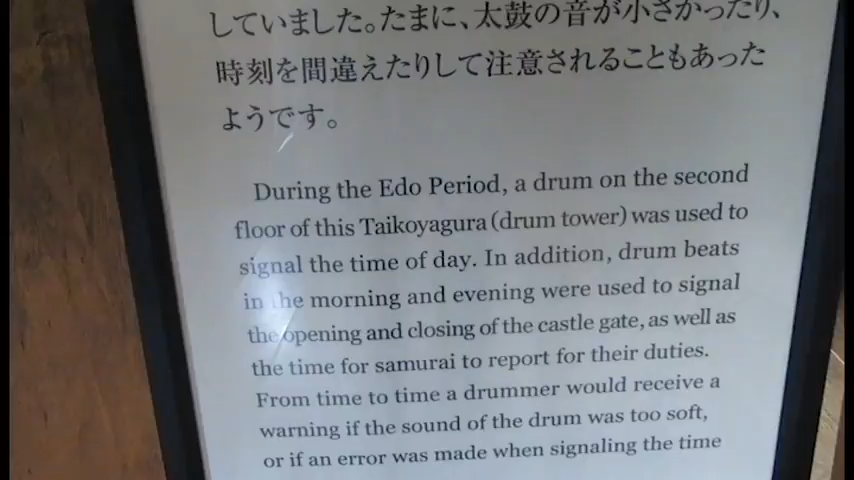 していました。たまに、太鼓の音が小さかったり、
時刻を間違えたりして注意されることもあった
ようです。
During the Edo Period, a drum on the second
floor of this Taikoyagura (drum tower) was used to
signal the time of day. In addition, drum beats
in the morning and evening were used to signal
the opening and closing of the castle gate, as well as
the time for samurai to report for their duties.
From time to time a drummer would receive a
warning if the sound of the drum was too soft,
or if an error was made when signaling the time